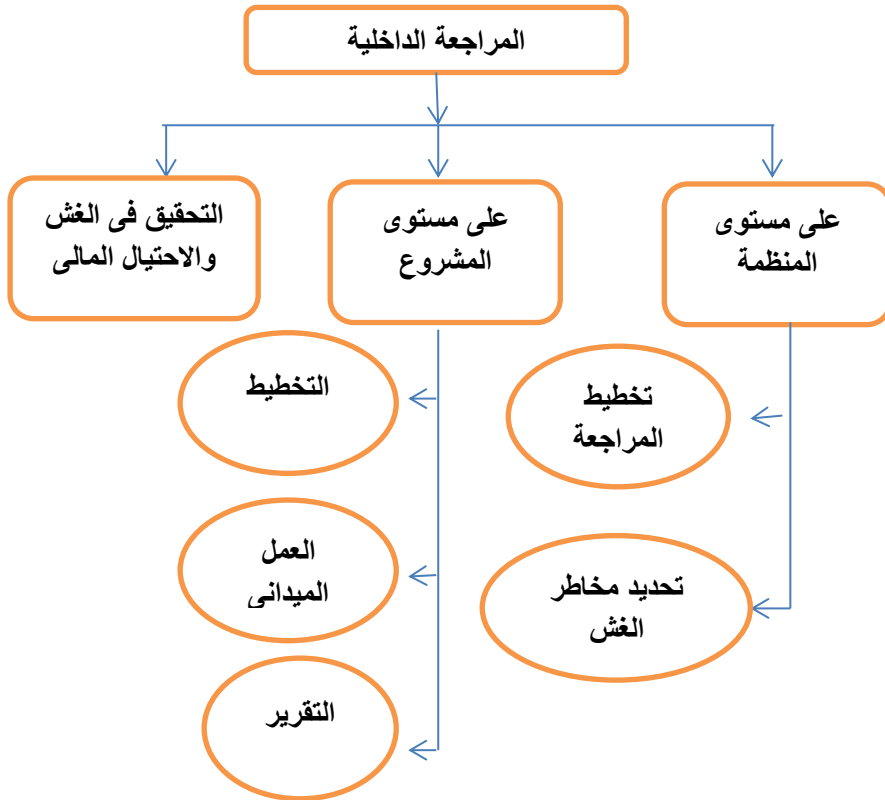 المراجعة الداخلية
على مستوى
المنظمة
على مستوى
المشروع
التحقيق فى الغش
والاحتيال المالى
تخطيط
المراجعة
تحديد مخاطر
الغش
التخطيط
العمل
الميدانى
التقرير